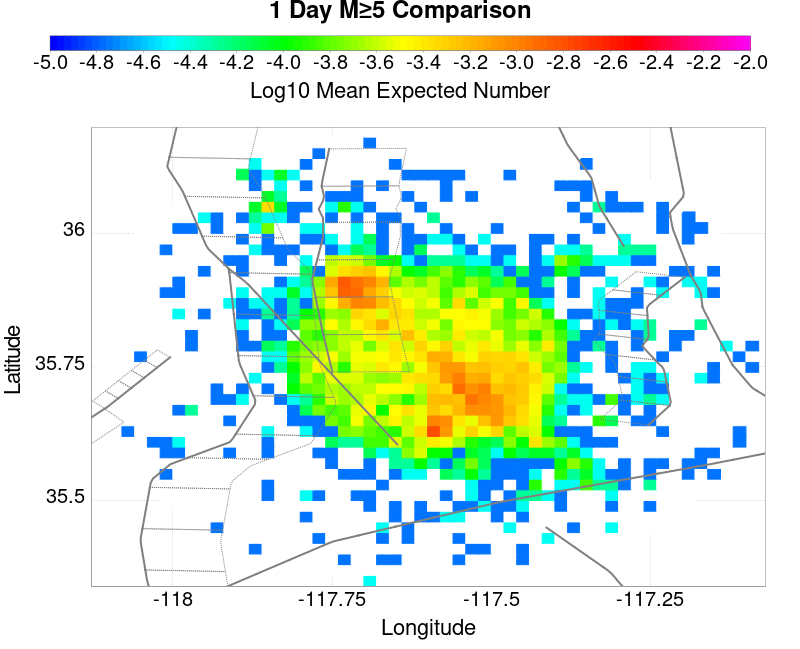 1 Day M≥5 Comparison
-5.0 -4.8 -4.6 -4.4 -4.2 -4.0 -3.8 -3.6 -3.4 -3.2 -3.0 -2.8 -2.6 -2.4 -2.2 -2.0
Log10 Mean Expected Number
36
35.75
35.5
Latitude
-118 -117.75 -117.5 -117.25
Longitude